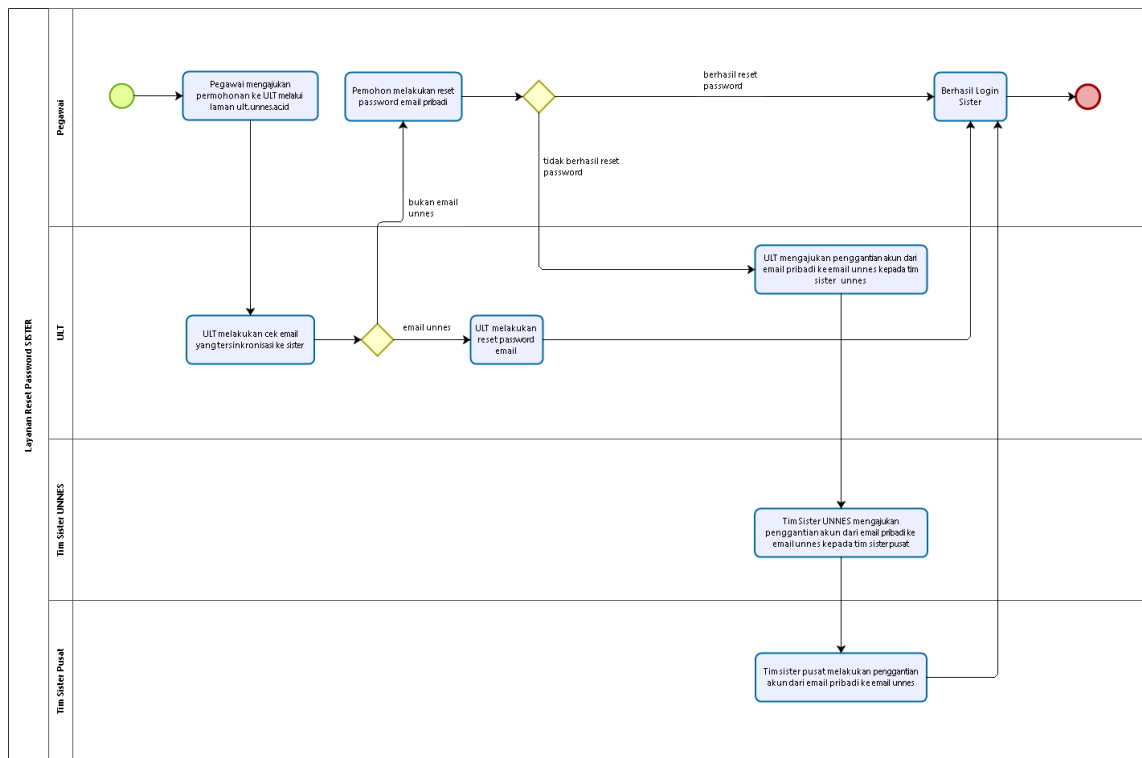 Layanan Reset Password SISTER
Pegawai
Pegawai mengajukan
permohonan ke ULT melalui
laman ult.unnes.ac.id
Pemohon melakukan reset
password email pribadi
berhasil reset
password
Berhasil Login
Sister
tidak berhasil reset
password
bukan email
unnes
ULT
ULT mengajukan penggantian akun dari
email pribadi ke email unnes kepada tim
sister unnes
ULT melakukan cek email
yang tersinkronisasi ke sister
email unnes
ULT melakukan
reset password
email
Tim Sister UNNES
Tim Sister UNNES mengajukan
penggantian akun dari email pribadi ke
email unnes kepada tim sister pusat
Tim Sister Pusat
Tim sister pusat melakukan penggantian
akun dari email pribadi ke email unnes